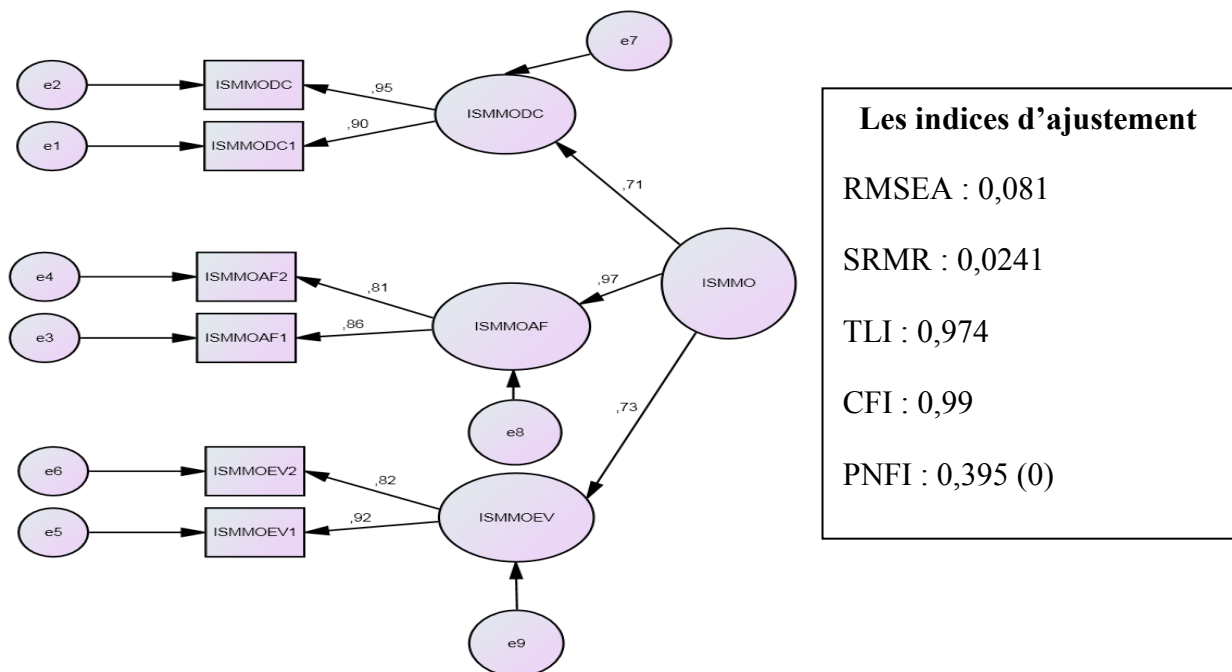 e7
e2
ISMMODC
,95
ISMMODC
e1
ISMMODC1
,90
,71
e4
ISMMOAF2
,81
,97
ISMMO
e3
ISMMOAF1
,86
ISMMOAF
e8
,73
e6
ISMMOEV2
,82
ISMMOEV
e5
ISMMOEV1
,92
e9
Les indices d’ajustement
RMSEA : 0,081
SRMR : 0,0241
TLI : 0,974
CFI : 0,99
PNFI : 0,395 (0)